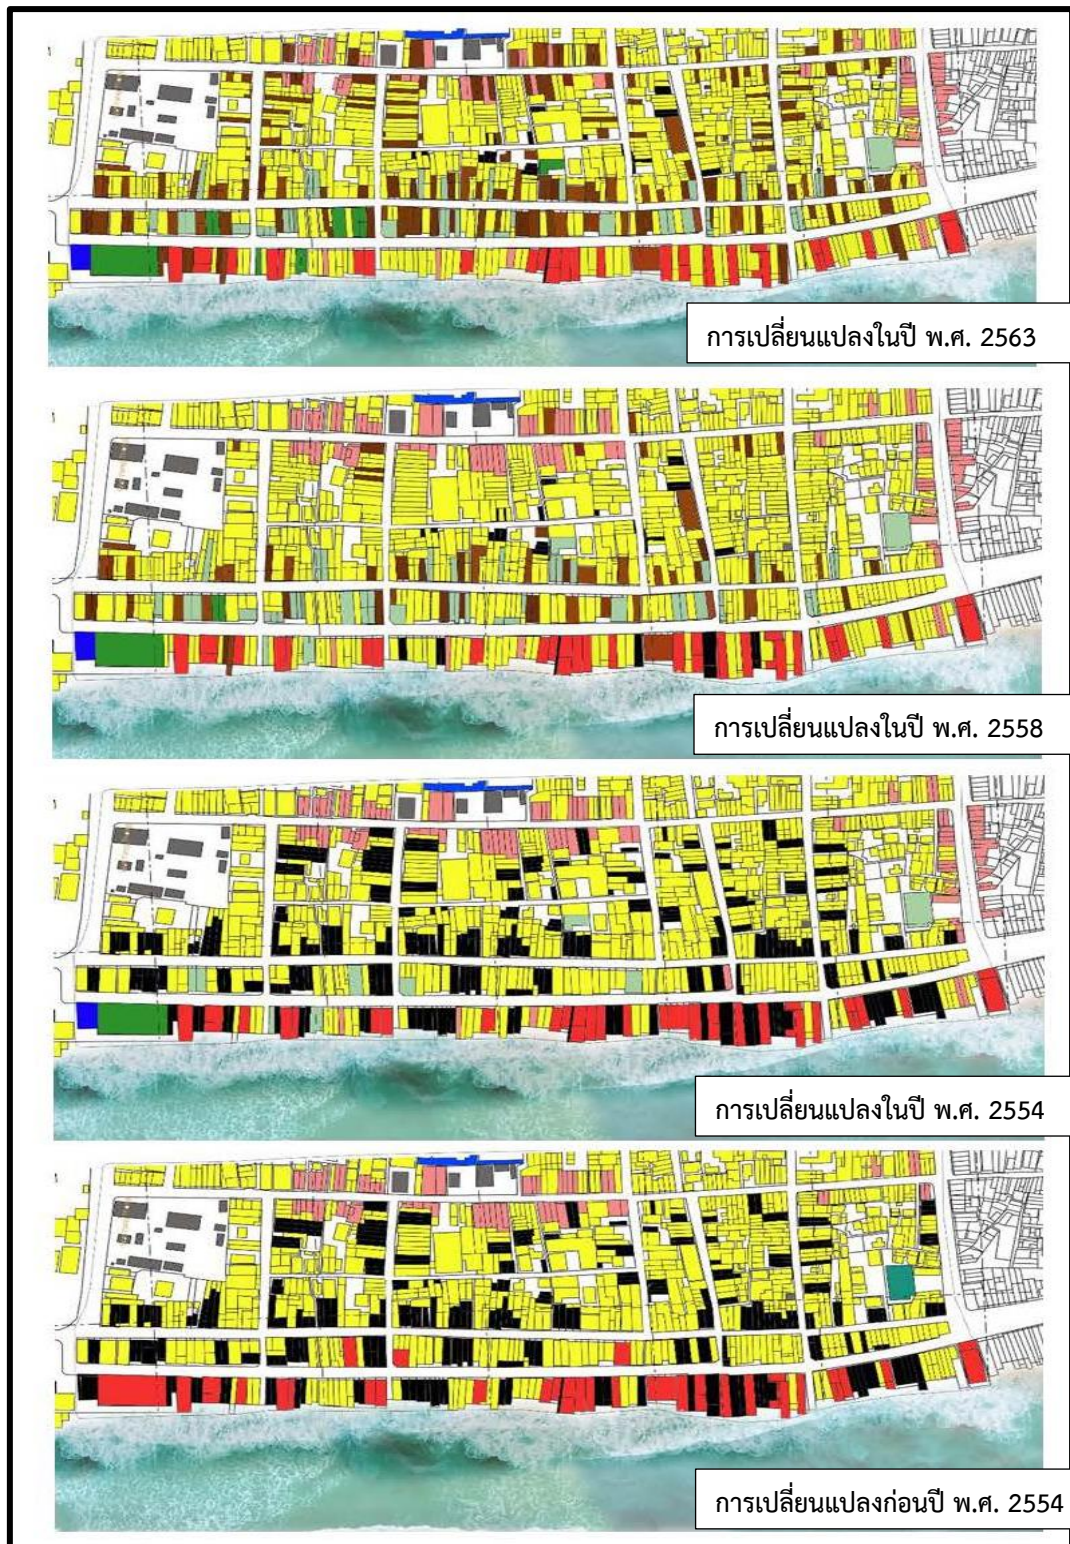 การเปลี่ยนแปลงในปี พ.ศ. 2563
การเปลี่ยนแปลงในปี พ.ศ. 2558
การเปลี่ยนแปลงในปี พ.ศ. 2554
การเปลี่ยนแปลงก่อนปี พ.ศ. 2554